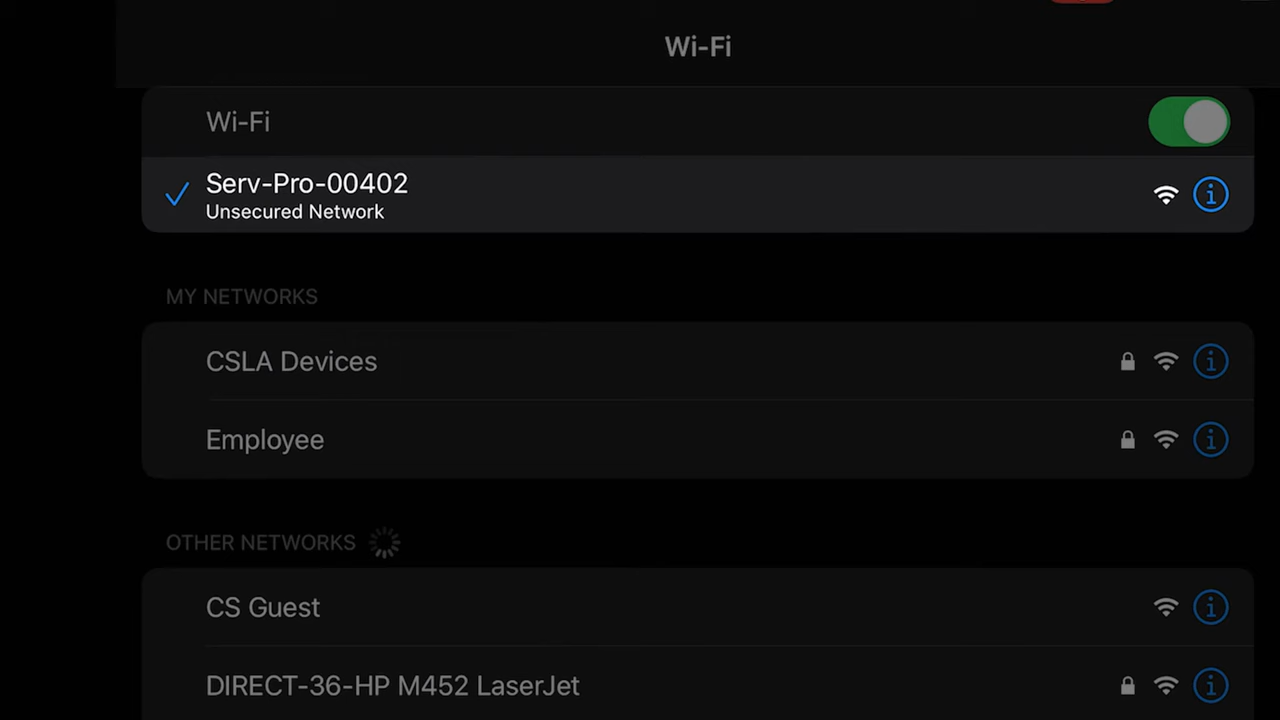 Wi-Fi
Wi-Fi
Serv-Pro-00402
Unsecured Network
MY NETWORKS
CSLA Devices
Employee
OTHER NETWORKS
CS Guest
DIRECT-36-HP M452 LaserJet